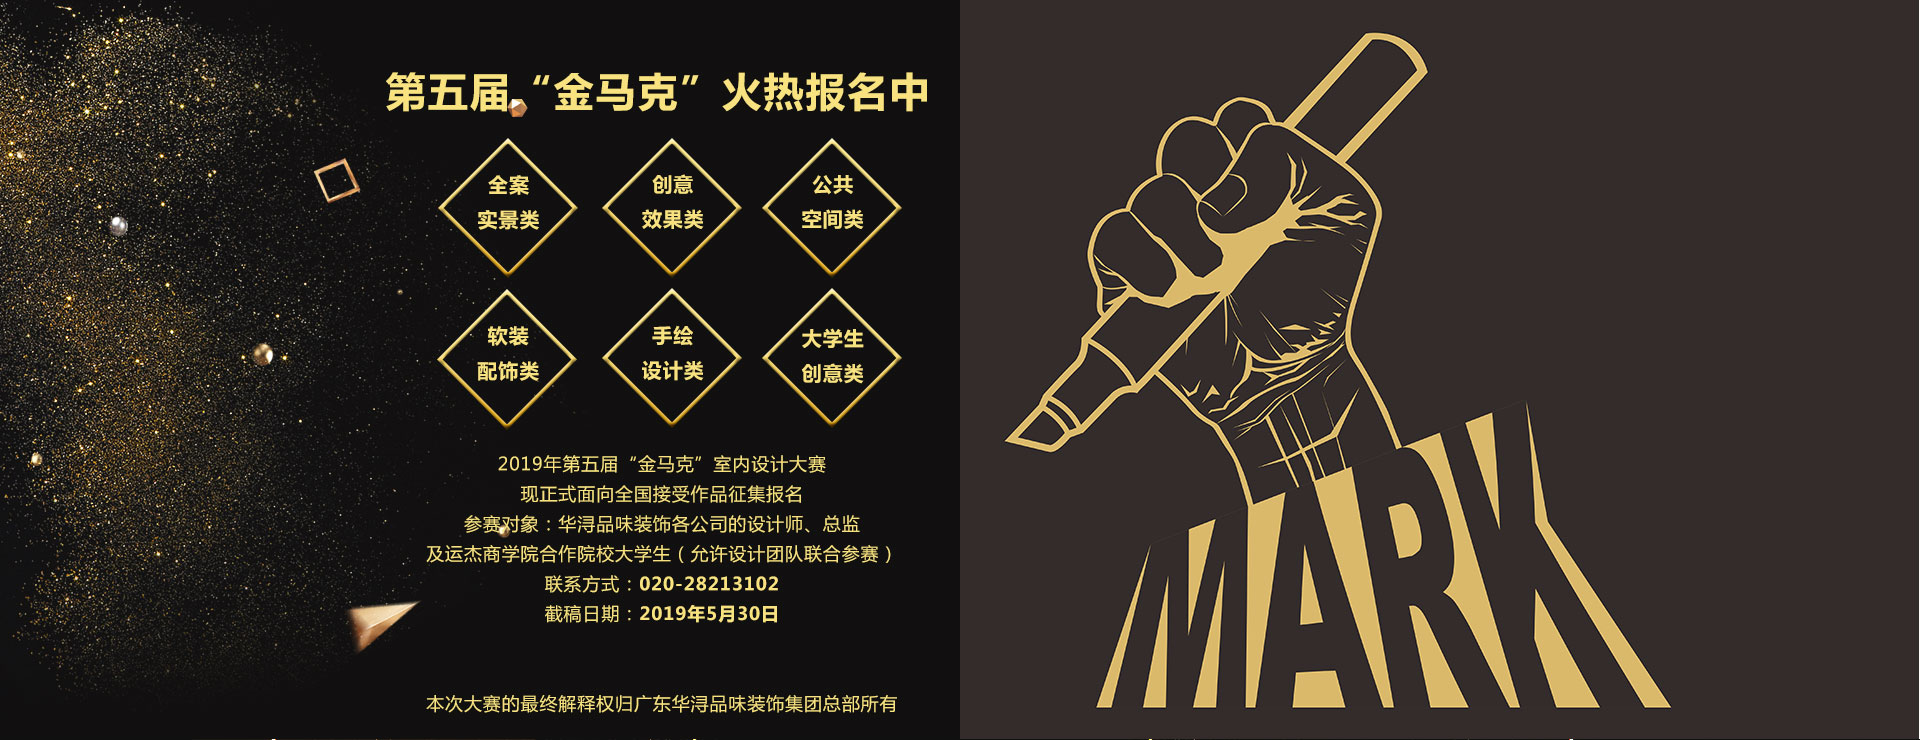 第五届“金马克”火热报名中
全案
实景类
创意
效果类
公共
空间类
软装
配饰类
手绘
设计类
大学生
创意类
2019年第五届“金马克”室内设计大赛
现正式面向全国接受作品征集报名
参赛对象：华浔品味装饰各公司的设计师、总监
及运杰商学院合作院校大学生（允许设计团队联合参赛）
联系方式：020-28213102
截稿日期：2019年5月30日
本次大赛的最终解释权归广东华浔品味装饰集团总部所有
MARK